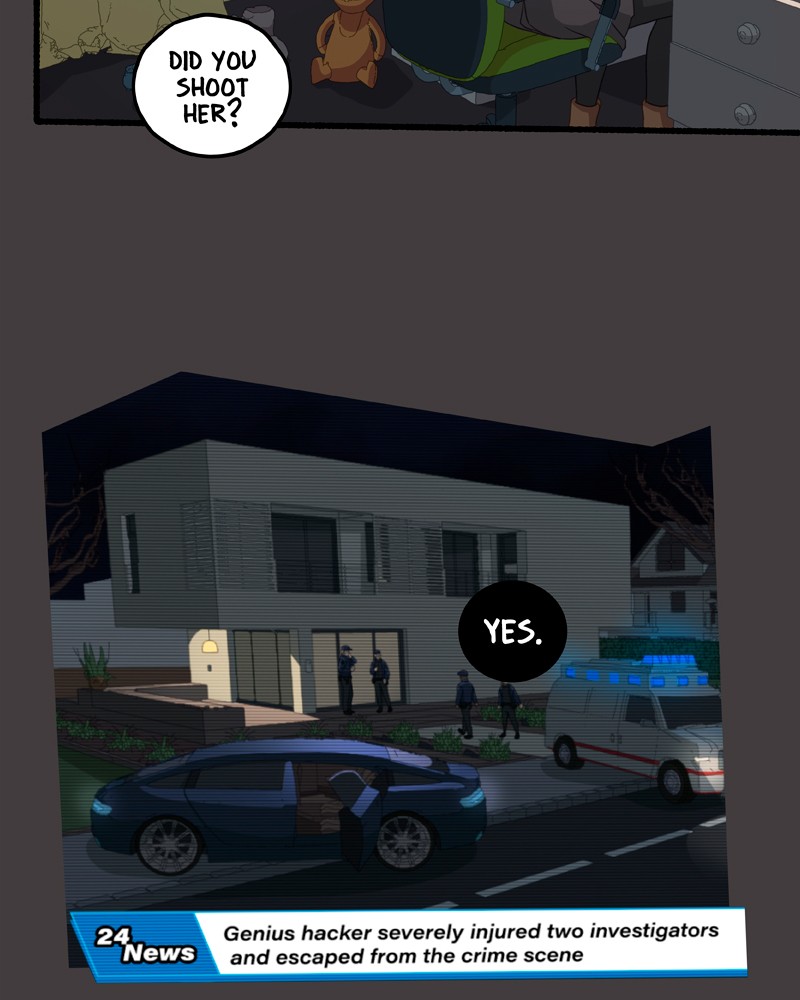 DID YOU
SHOOT
HER?
YES.
24
News
Genius hacker severely injured two investigators
and escaped from the crime scene